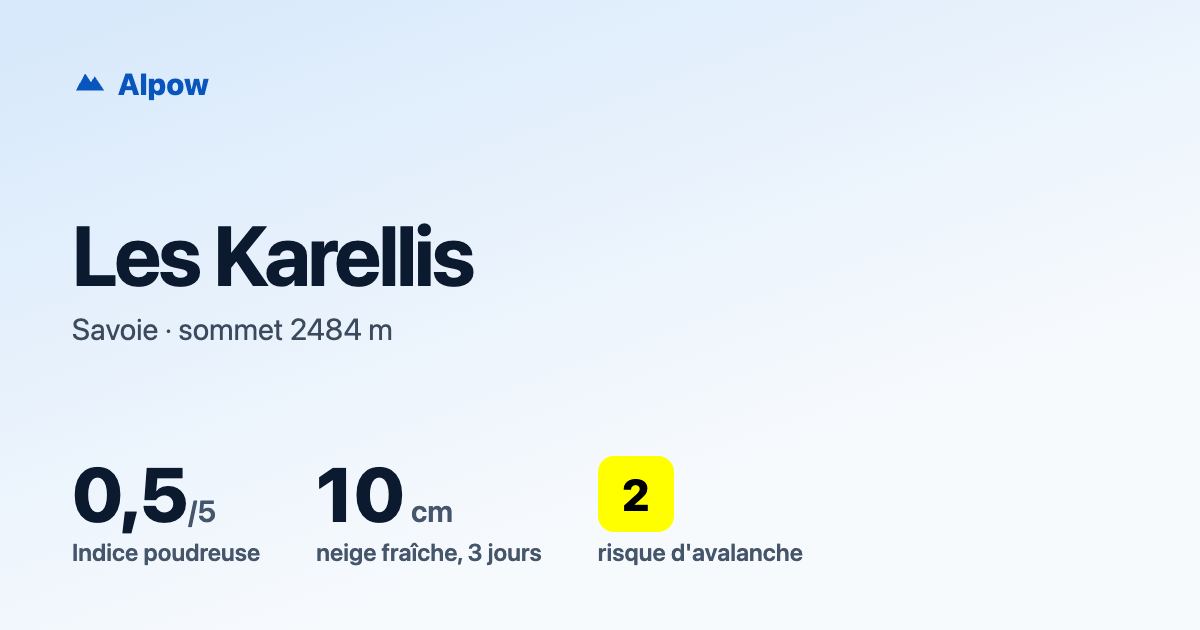 Alpow
Les Karellis
Savoie · sommet 2484 m
0,5/5
Indice poudreuse
10 cm
neige fraîche, 3 jours
2
risque d'avalanche